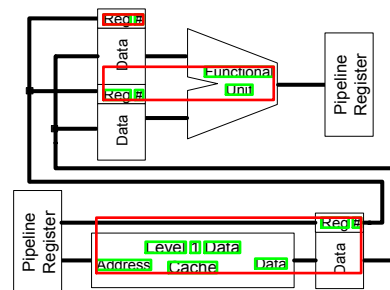 Reg #
Data
Functional
Unit
Reg #
Data
Pipeline
Register
Pipeline
Register
Reg #
Level 1 Data
Cache
Address
Data
Data